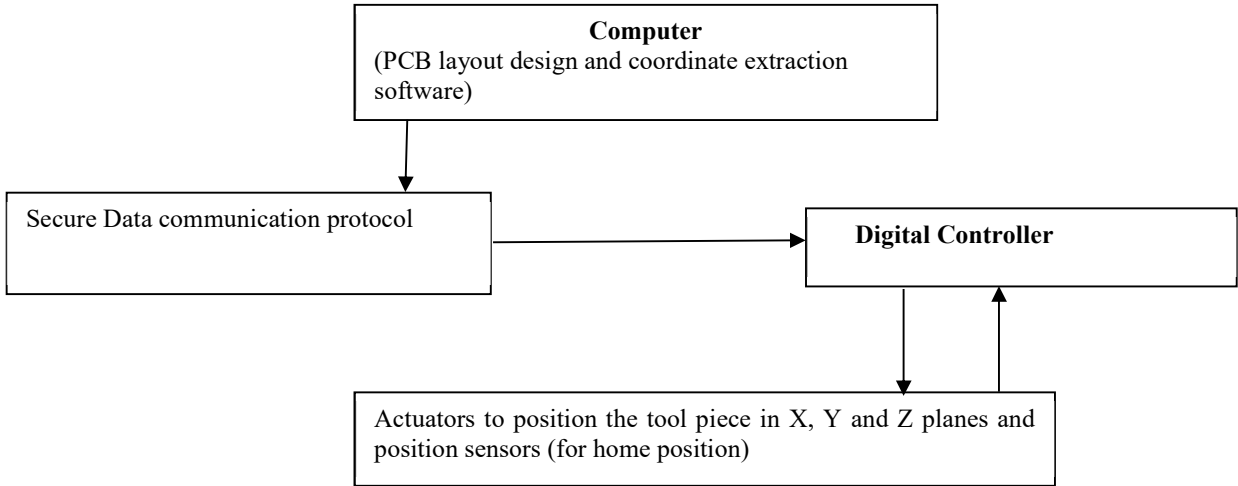 Computer
(PCB layout design and coordinate extraction
software)
Secure Data communication protocol
Digital Controller
Actuators to position the tool piece in X, Y and Z planes and
position sensors (for home position)